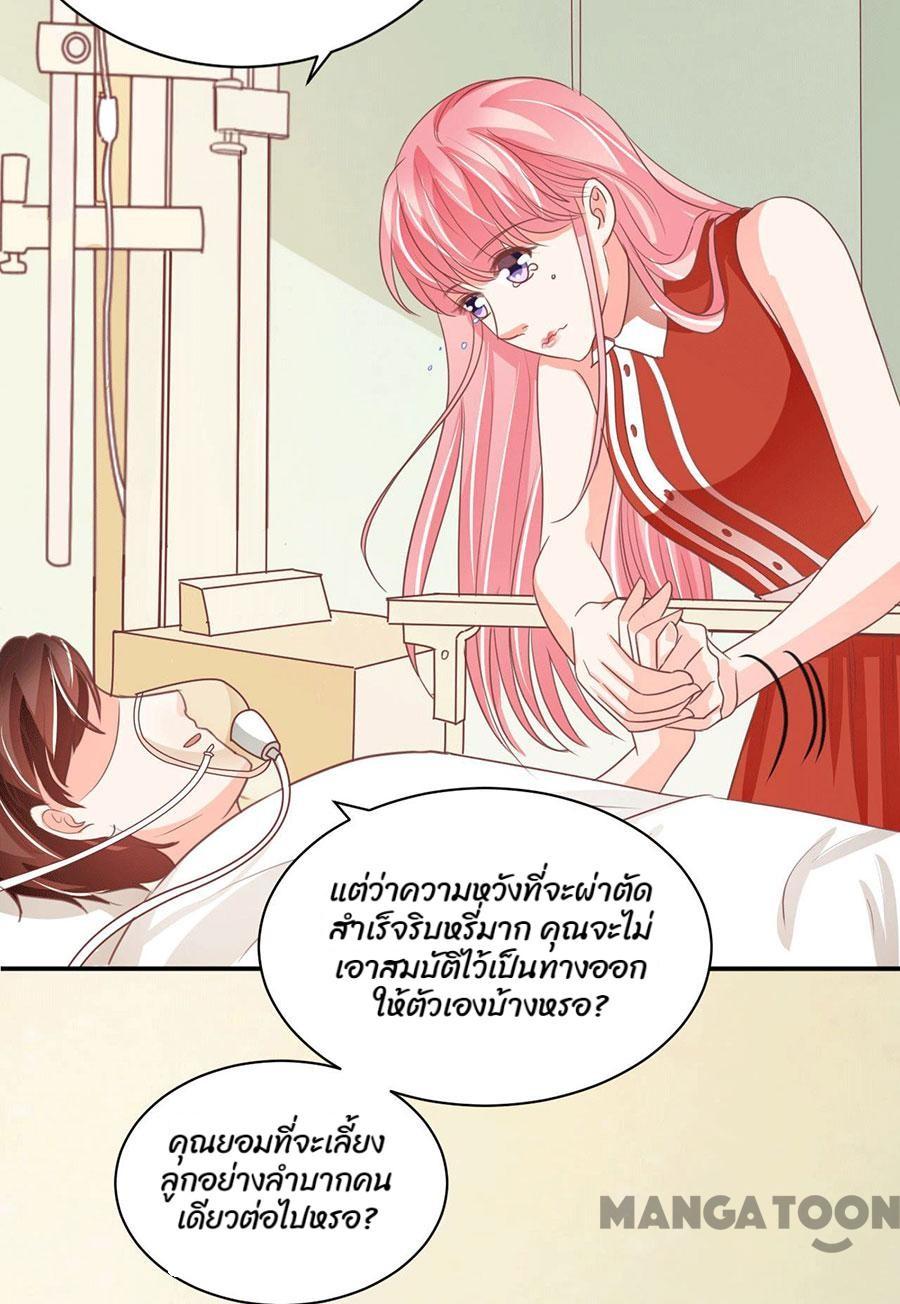 แต่ว่าความหวังที่จะผ่าตัด
สำเร็จริบหรี่มาก คุณจะไม่
เอาสมบัติไว้เป็นทางออก
ให้ตัวเองบ้างหรอ?
คุณยอมที่จะเลี้ยง
ลูกอย่างลำบากคน
เดียวต่อไปหรอ?
MANGATOON